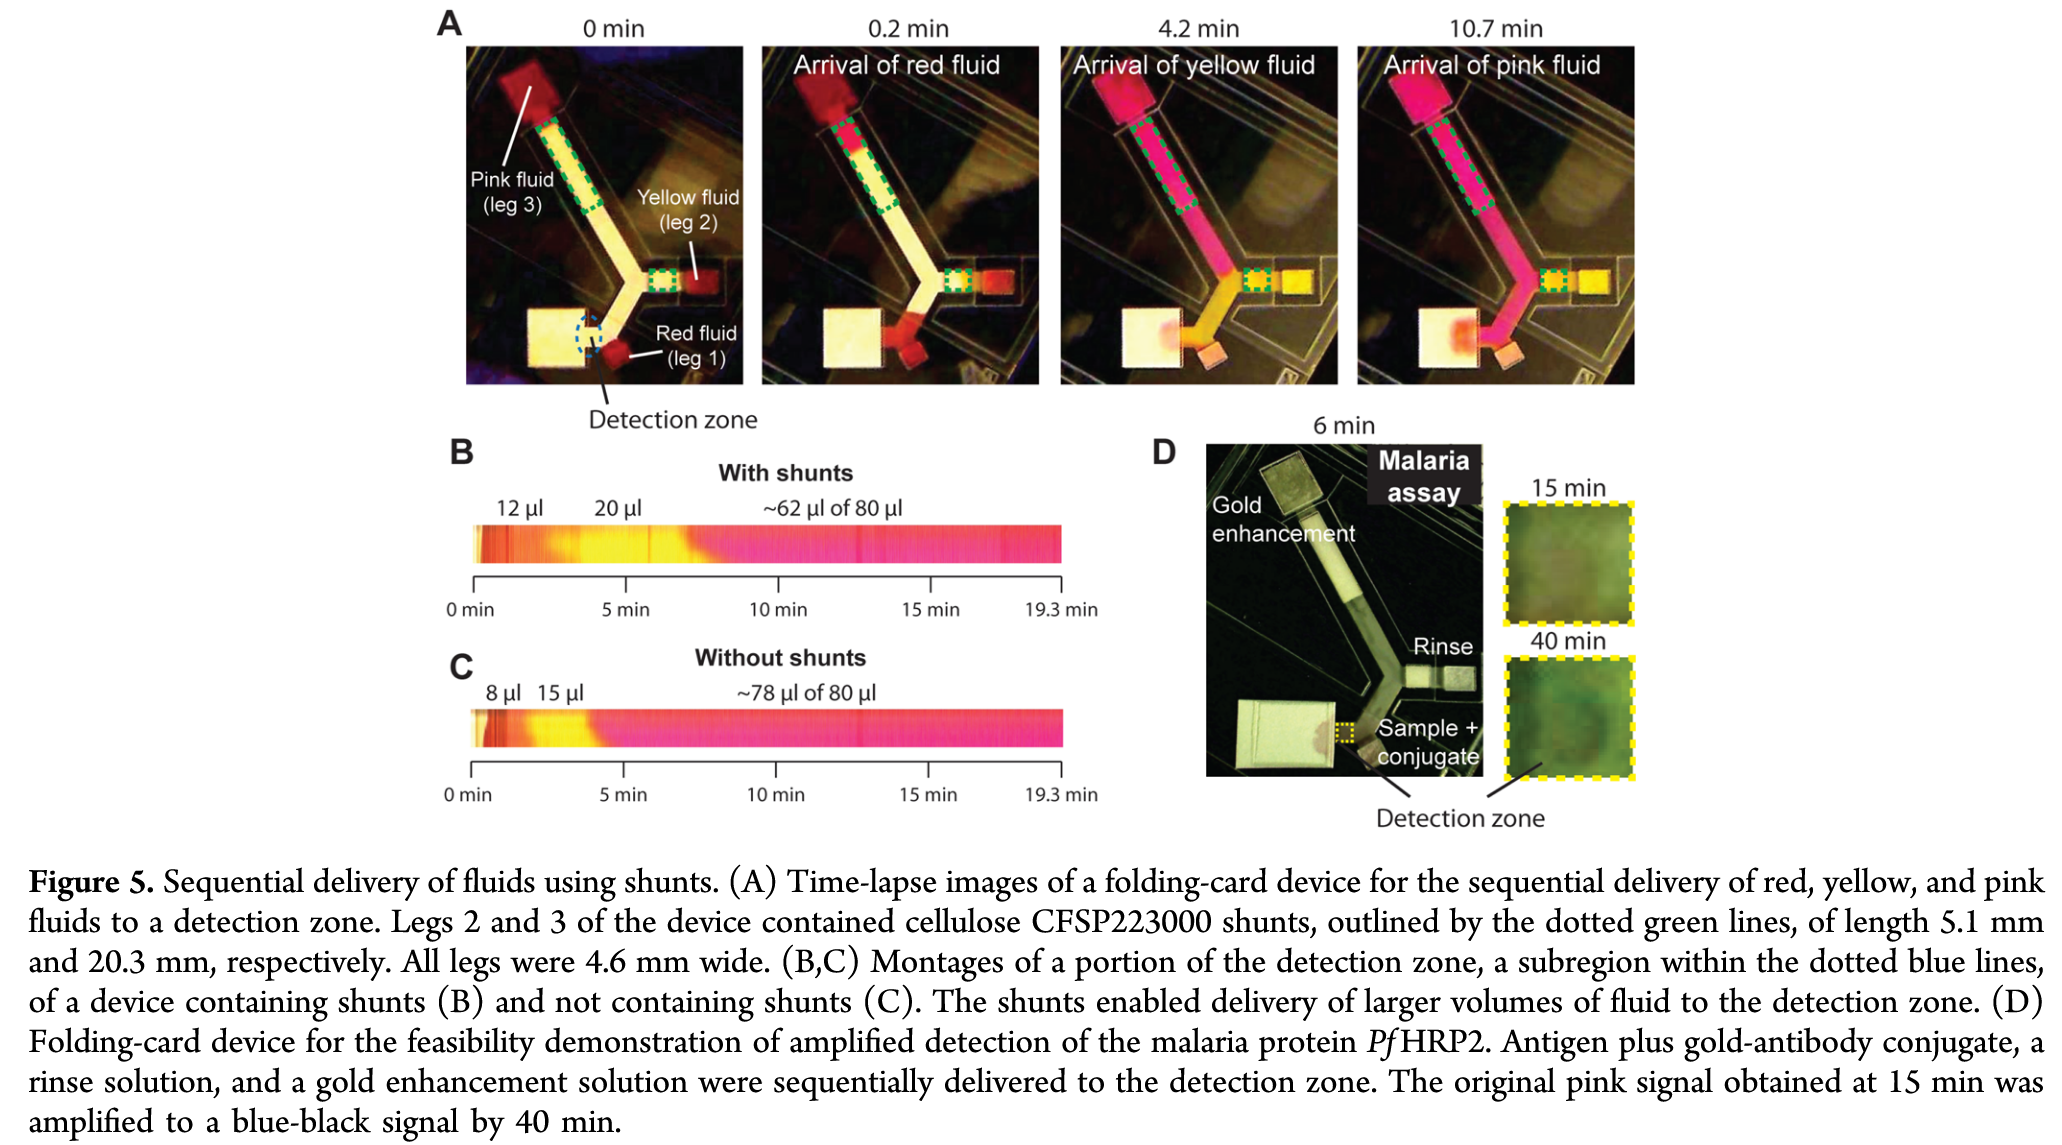 A
0 min
0.2 min
4.2 min
10.7 min
Arrival of red fluid
Arrival of yellow fluid
Arrival of pink fluid
Pink fluid
(leg 3)
Yellow fluid
(leg 2)
Red fluid
(leg 1)
Detection zone
B
With shunts
12 µl
20 µl
~62 µl of 80 µl
0 min
5 min
10 min
15 min
19.3 min
C
Without shunts
8 µl
15 µl
~78 µl of 80 µl
0 min
5 min
10 min
15 min
19.3 min
D
6 min
Malaria
assay
Gold
enhancement
Rinse
Sample +
conjugate
15 min
40 min
Detection zone
Figure 5. Sequential delivery of fluids using shunts. (A) Time-lapse images of a folding-card device for the sequential delivery of red, yellow, and pink
fluids to a detection zone. Legs 2 and 3 of the device contained cellulose CFSP223000 shunts, outlined by the dotted green lines, of length 5.1 mm
and 20.3 mm, respectively. All legs were 4.6 mm wide. (B,C) Montages of a portion of the detection zone, a subregion within the dotted blue lines,
of a device containing shunts (B) and not containing shunts (C). The shunts enabled delivery of larger volumes of fluid to the detection zone. (D)
Folding-card device for the feasibility demonstration of amplified detection of the malaria protein PfHRP2. Antigen plus gold-antibody conjugate, a
rinse solution, and a gold enhancement solution were sequentially delivered to the detection zone. The original pink signal obtained at 15 min was
amplified to a blue-black signal by 40 min.